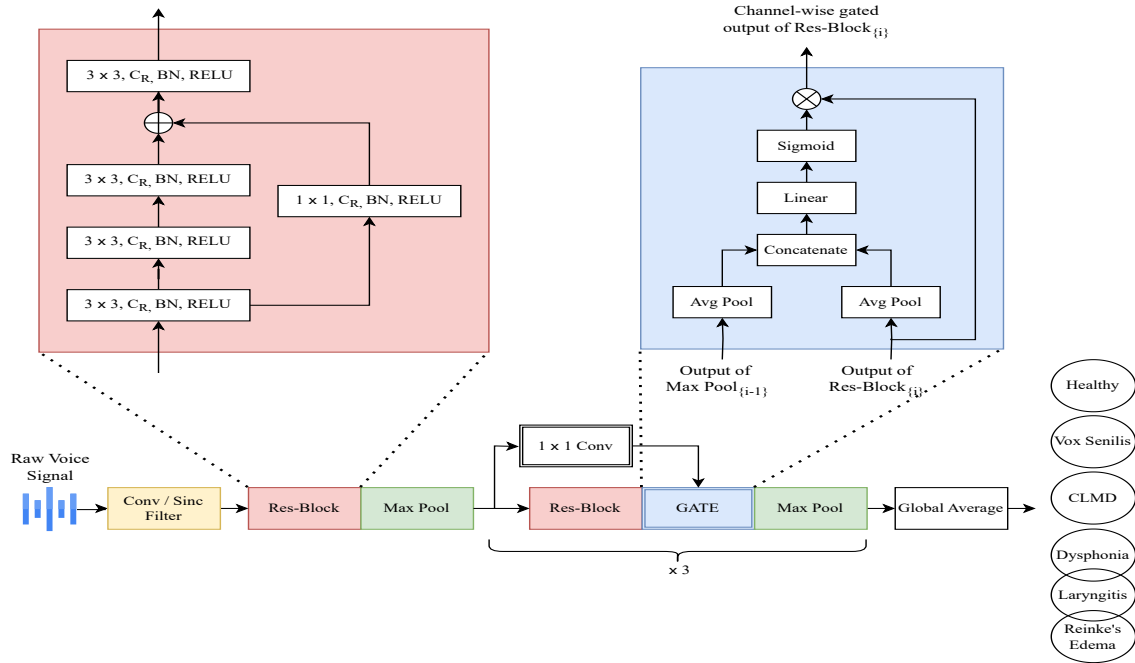 Channel-wise gated
output of Res-Block{i}
3 x 3, CR, BN, RELU
3 x 3, CR, BN, RELU
1 x 1, CR, BN, RELU
3 x 3, CR, BN, RELU
3 x 3, CR, BN, RELU
Sigmoid
Linear
Concatenate
Avg Pool
Avg Pool
Output of
Max Pool{i-1}
Output of
Res-Block{i}
Raw Voice
Signal
Conv / Sinc
Filter
Res-Block
Max Pool
1 x 1 Conv
Res-Block
GATE
Max Pool
x 3
Global Average
Healthy
Vox Senilis
CLMD
Dysphonia
Laryngitis
Reinke's
Edema